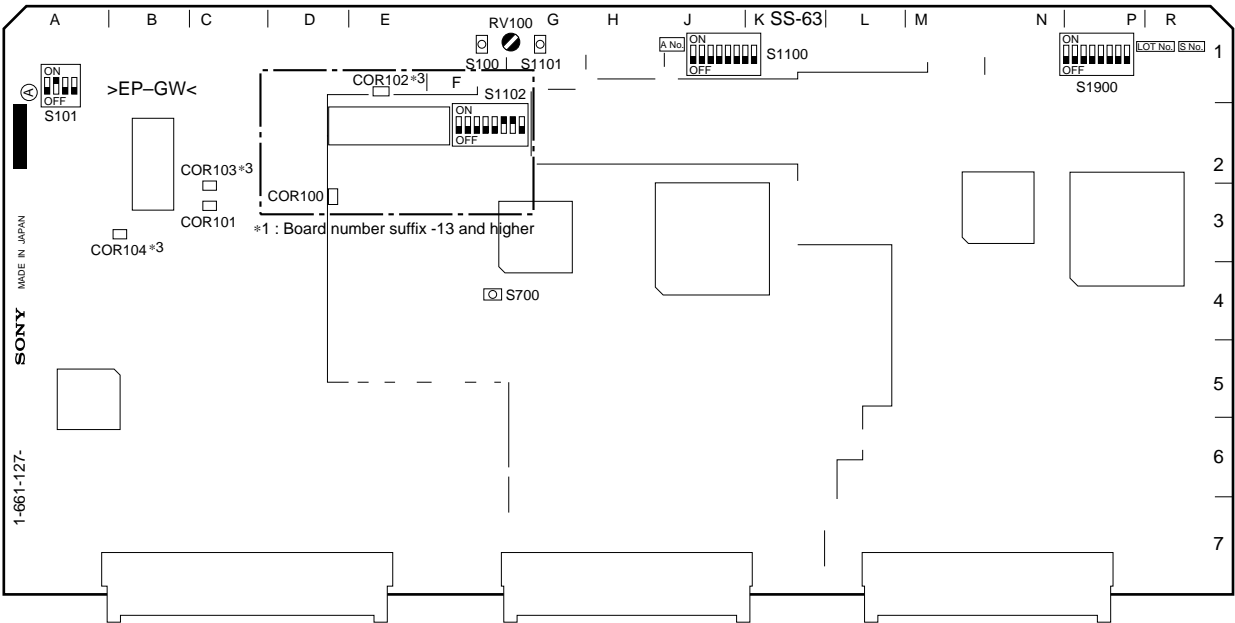 A B C D E G H J K SS-63 L M N P R
RV100
S100 S1101
A No.
ON
OFF
S1100
ON
OFF
S1900
LOT No. S No.
1
ON
OFF
S101
A
>EP–GW<
COR102*3
F
S1102
ON
OFF
2
COR103*3
COR100
COR101
3
*1 : Board number suffix -13 and higher
COR104*3
MADE IN JAPAN
S700
4
SONY
5
6
1-661-127-
7